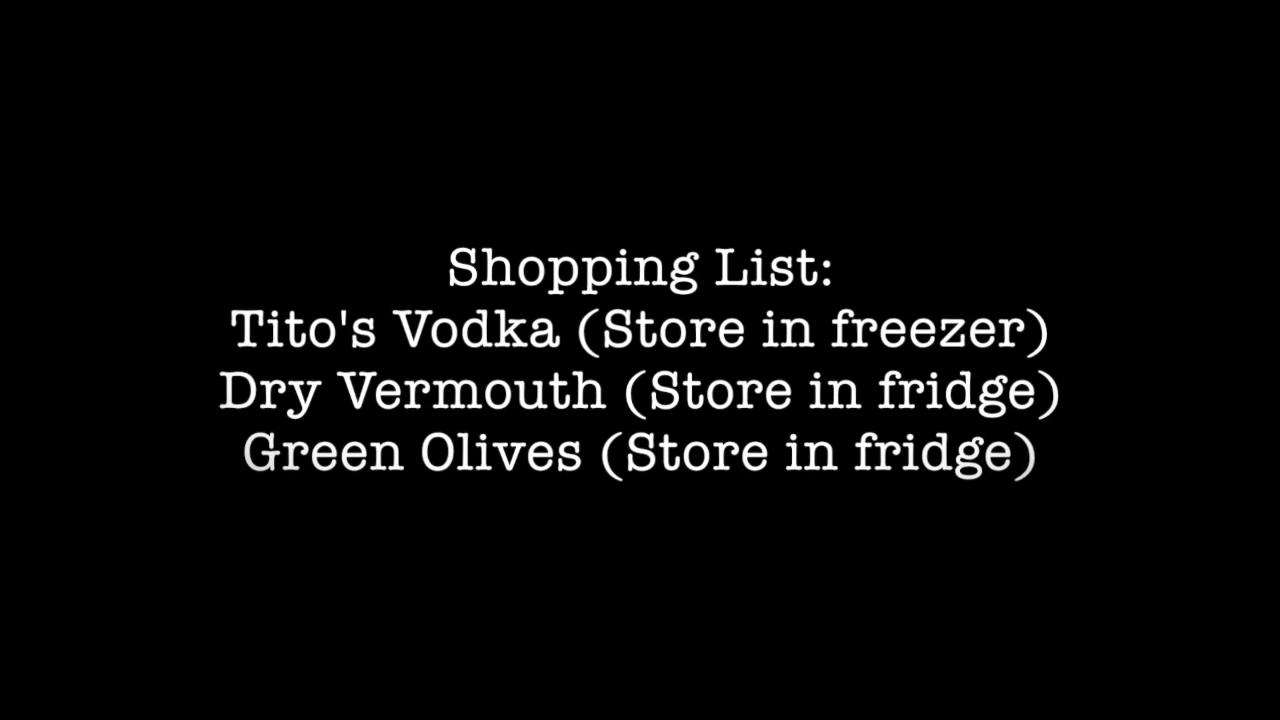 Shopping List:
Tito's Vodka (Store in freezer)
Dry Vermouth (Store in fridge)
Green Olives (Store in fridge)